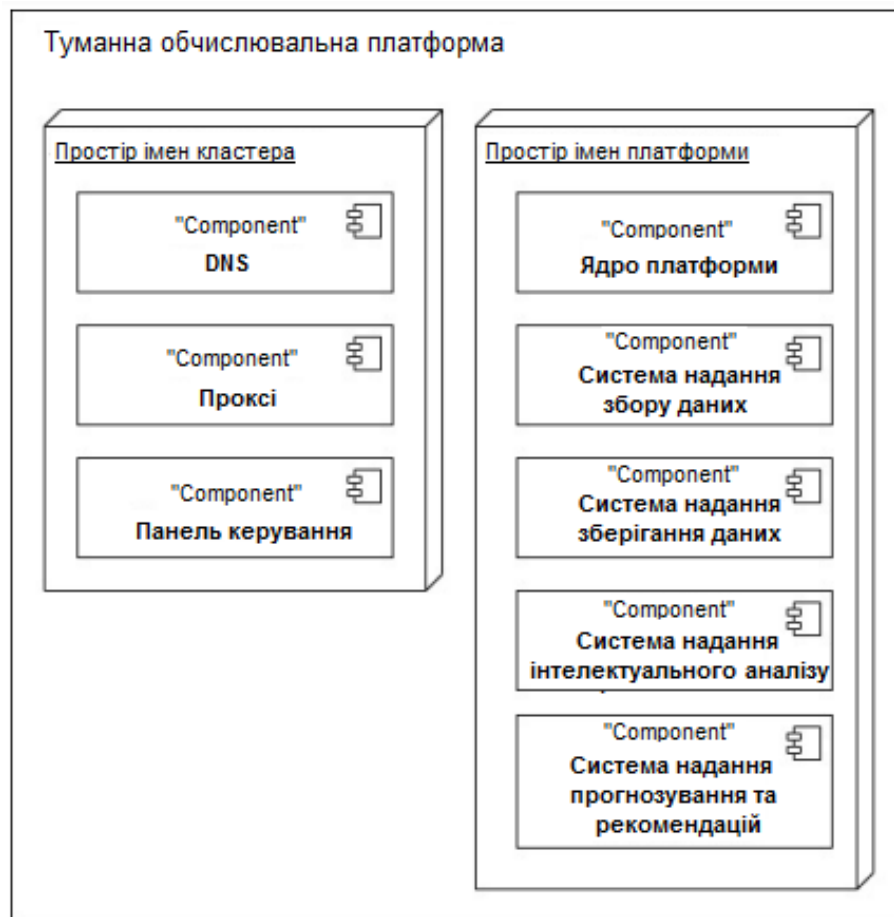 Туманна обчислювальна платформа
Простір імен кластера
"Component"
DNS
"Component"
Проксі
"Component"
Панель керування
Простір імен платформи
"Component"
Ядро платформи
"Component"
Система надання
збору даних
"Component"
Система надання
зберігання даних
"Component"
Система надання
інтелектуального аналізу
"Component"
Система надання
прогнозування та
рекомендацій